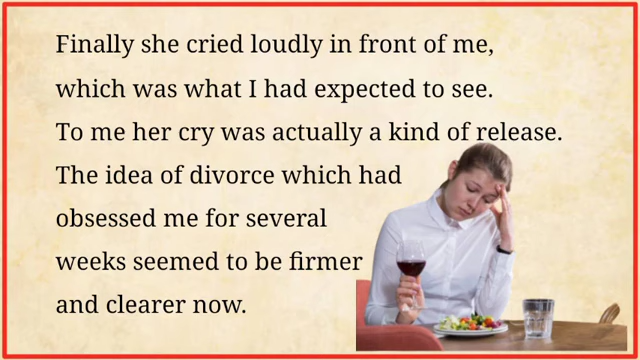 Finally she cried loudly in front of me,
which was what I had expected to see.
To me her cry was actually a kind of release.
The idea of divorce which had
obsessed me for several
weeks seemed to be firmer
and clearer now.